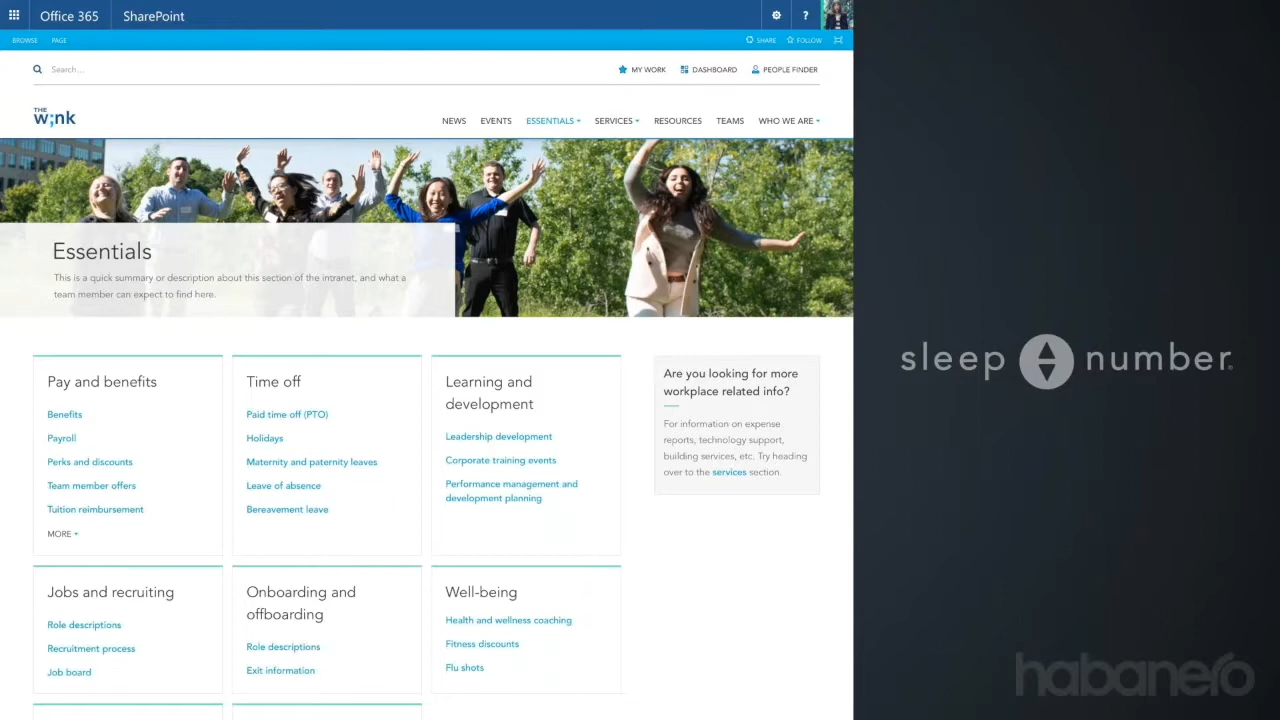 Office 365
SharePoint
?
BROWSE
PAGE
SHARE
FOLLOW
Search...
MY WORK
DASHBOARD
PEOPLE FINDER
THE
w;nk
NEWS
EVENTS
ESSENTIALS
SERVICES
RESOURCES
TEAMS
WHO WE ARE
Essentials
This is a quick summary or description about this section of the intranet, and what a
team member can expect to find here.
Pay and benefits
Benefits
Payroll
Perks and discounts
Team member offers
Tuition reimbursement
MORE
Time off
Paid time off (PTO)
Holidays
Maternity and paternity leaves
Leave of absence
Bereavement leave
Learning and
development
Leadership development
Corporate training events
Performance management and
development planning
Are you looking for more
workplace related info?
For information on expense
reports, technology support,
building services, etc. Try heading
over to the services section.
Jobs and recruiting
Role descriptions
Recruitment process
Job board
Onboarding and
offboarding
Role descriptions
Exit information
Well-being
Health and wellness coaching
Fitness discounts
Flu shots
sleep number®
habanero